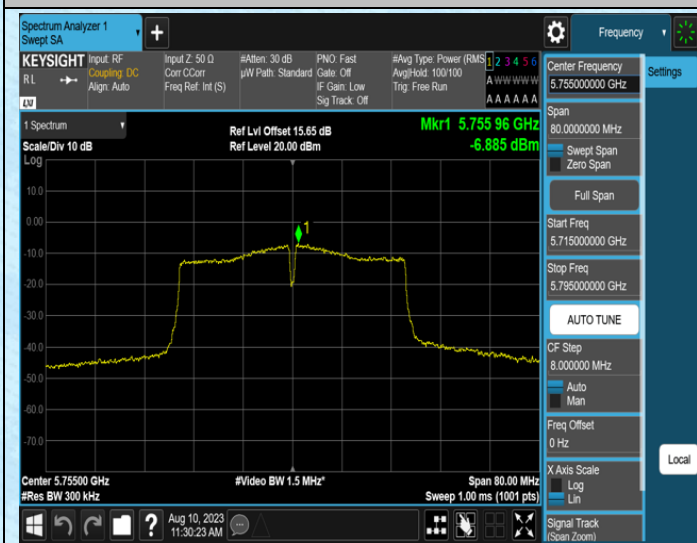 Spectrum Analyzer 1
Swept SA
Frequency
KEYSIGHT
RL
LXI
Input: RF
Coupling: DC
Align: Auto
Input Z: 50 Ω
Corr CCorr
Freq Ref: Int (S)
#Atten: 30 dB
µW Path: Standard
PNO: Fast
Gate: Off
IF Gain: Low
Sig Track: Off
#Avg Type: Power (RMS
Avg|Hold: 100/100
Trig: Free Run
1 2 3 4 5 6
A W W W W W
A A A A A A
1 Spectrum
Scale/Div 10 dB
Log
Ref Lvl Offset 15.65 dB
Ref Level 20.00 dBm
Mkr1 5.755 96 GHz
-6.885 dBm
10.0
0.00
-10.0
-20.0
-30.0
-40.0
-50.0
-60.0
-70.0
1
Center 5.75500 GHz
#Res BW 300 kHz
#Video BW 1.5 MHz*
Span 80.00 MHz
Sweep 1.00 ms (1001 pts)
Aug 10, 2023
11:30:23 AM
?
Center Frequency
5.755000000 GHz
Span
80.0000000 MHz
Swept Span
Zero Span
Full Span
Start Freq
5.715000000 GHz
Stop Freq
5.795000000 GHz
AUTO TUNE
CF Step
8.000000 MHz
Auto
Man
Freq Offset
0 Hz
X Axis Scale
Log
Lin
Signal Track
(Span Zoom)
Settings
Local